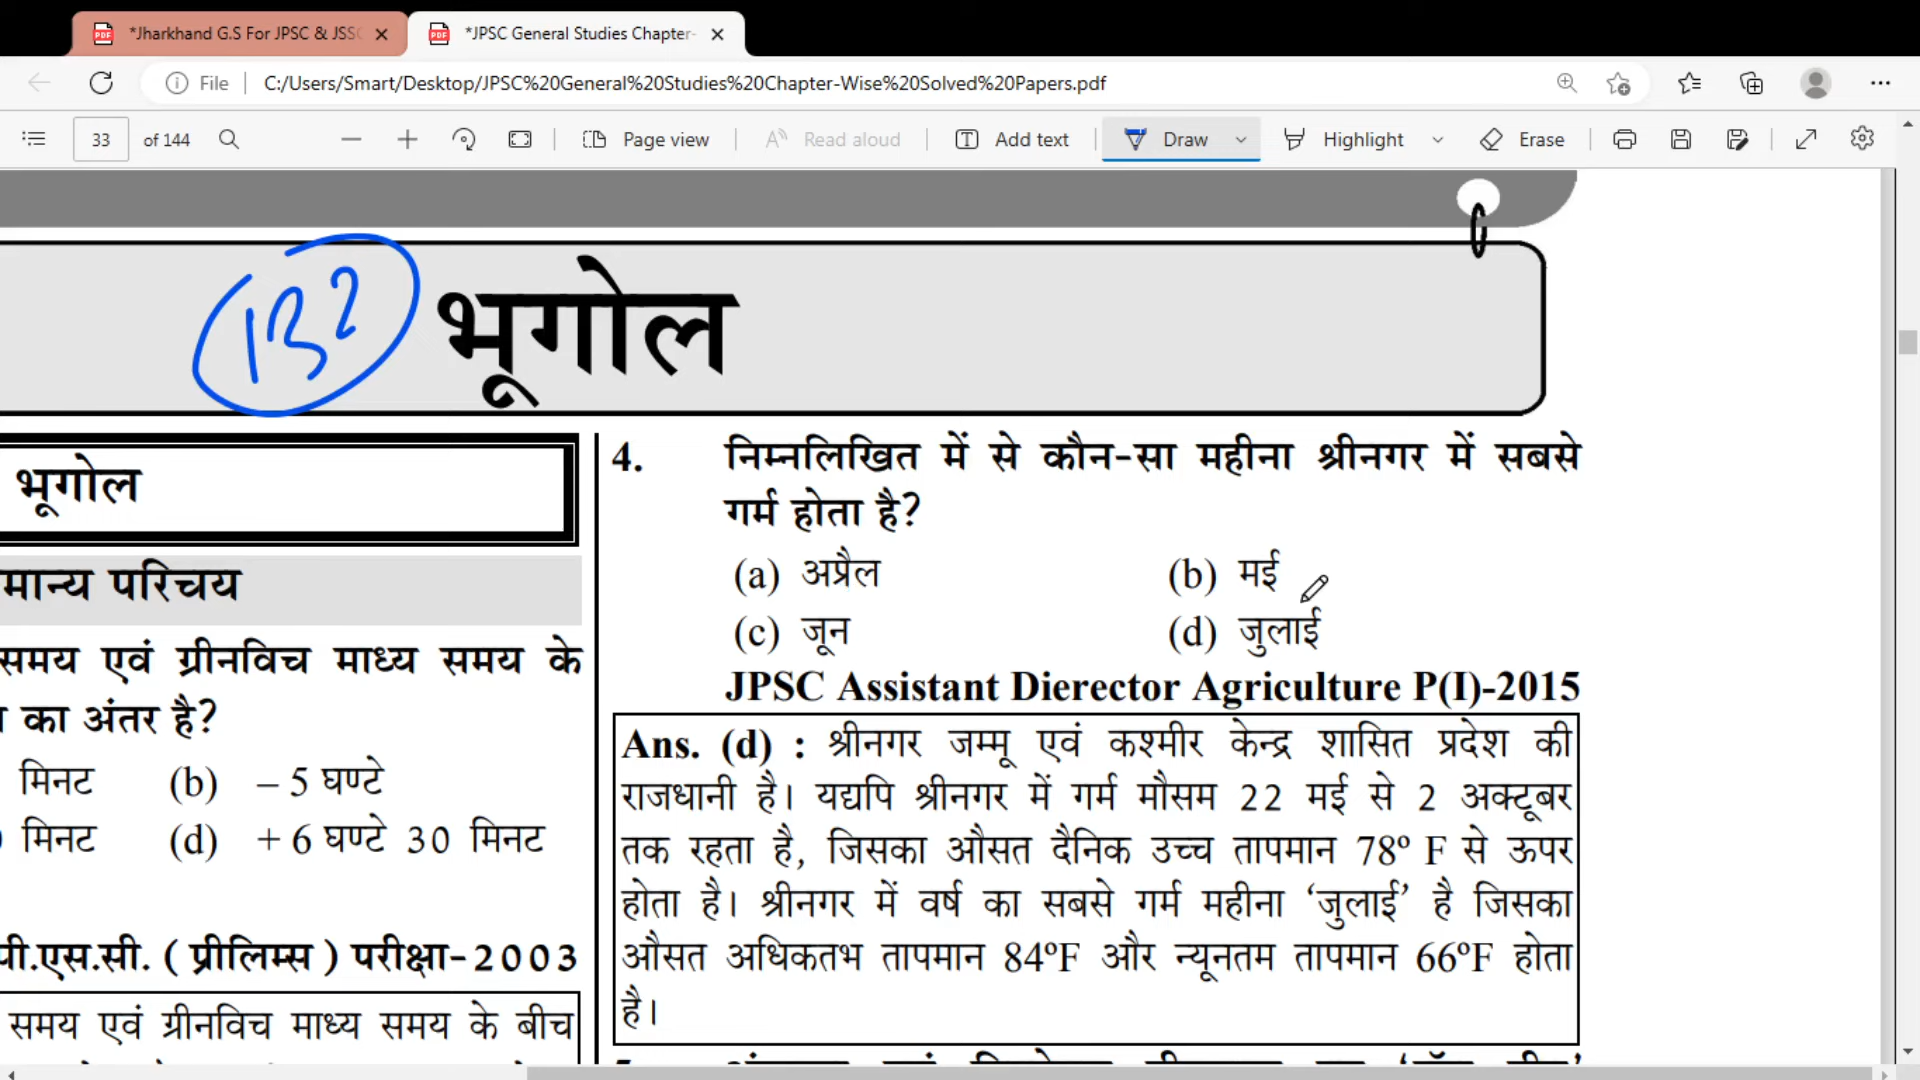 *Jharkhand G.S For JPSC & JSSC
*JPSC General Studies Chapter-
File
C:/Users/Smart/Desktop/JPSC%20General%20Studies%20Chapter-Wise%20Solved%20Papers.pdf
33 of 144
Page view
Read aloud
Add text
Draw
Highlight
Erase
132
भूगोल
भूगोल
मान्य परिचय
समय एवं ग्रीनविच माध्य समय के
का अंतर है?
मिनट (b) – 5 घण्टे
मिनट (d) + 6 घण्टे 30 मिनट
पी.एस.सी. ( प्रीलिम्स ) परीक्षा-2003
समय एवं ग्रीनविच माध्य समय के बीच
4. निम्नलिखित में से कौन-सा महीना श्रीनगर में सबसे
गर्म होता है?
(a) अप्रैल (b) मई
(c) जून (d) जुलाई
JPSC Assistant Dierector Agriculture P(I)-2015
Ans. (d) : श्रीनगर जम्मू एवं कश्मीर केन्द्र शासित प्रदेश की
राजधानी है। यद्यपि श्रीनगर में गर्म मौसम 22 मई से 2 अक्टूबर
तक रहता है, जिसका औसत दैनिक उच्च तापमान 78º F से ऊपर
होता है। श्रीनगर में वर्ष का सबसे गर्म महीना ‘जुलाई’ है जिसका
औसत अधिकतभ तापमान 84ºF और न्यूनतम तापमान 66ºF होता
है।